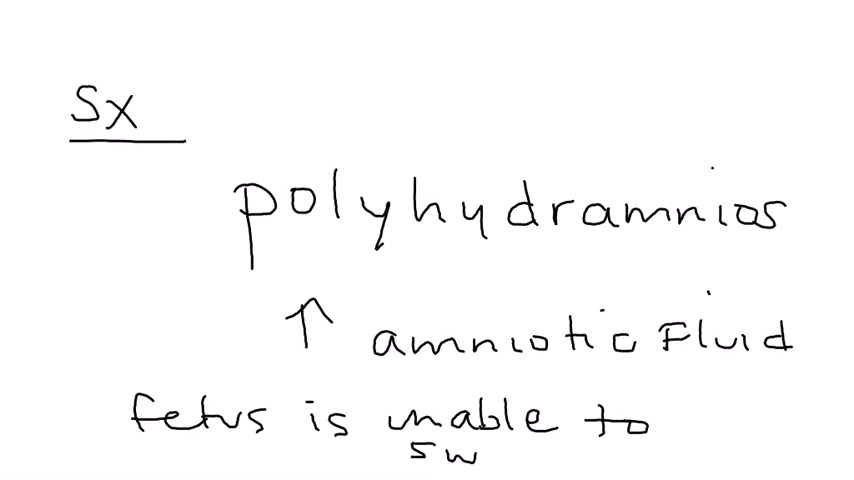 Sx
polyhydramnios
↑ amniotic Fluid
fetus is unable to
sw